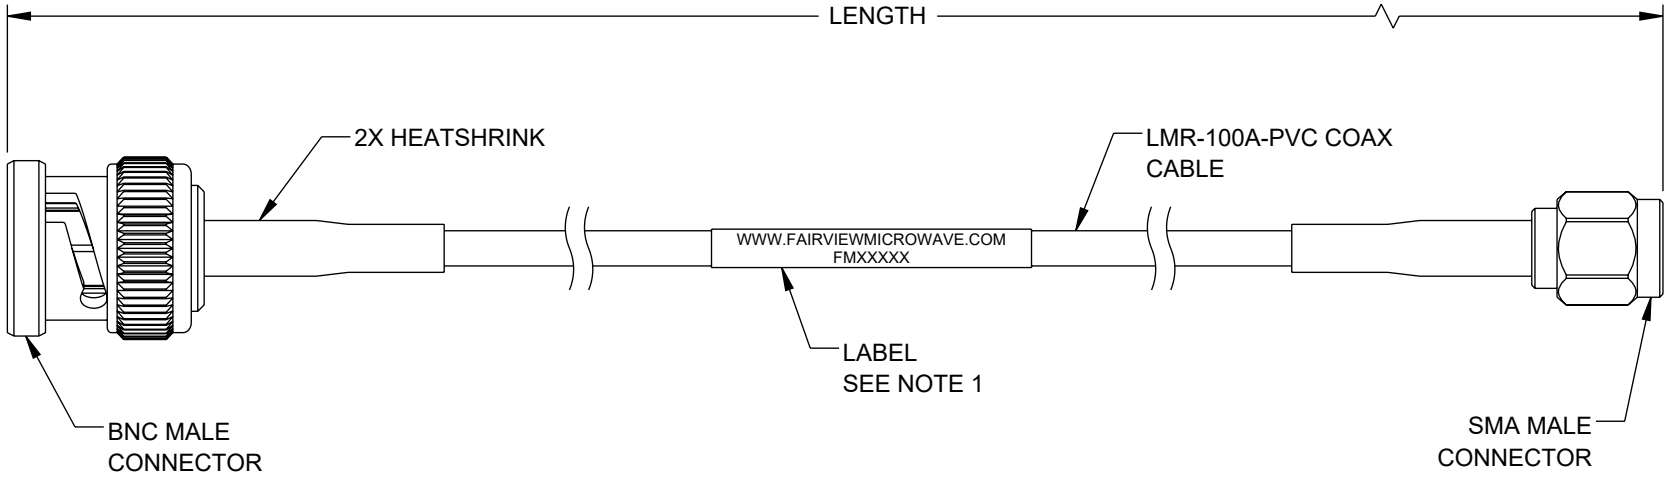 LENGTH
2X HEATSHRINK
LMR-100A-PVC COAX
CABLE
WWW.FAIRVIEWMICROWAVE.COM
FMXXXXX
LABEL
SEE NOTE 1
BNC MALE
CONNECTOR
SMA MALE
CONNECTOR